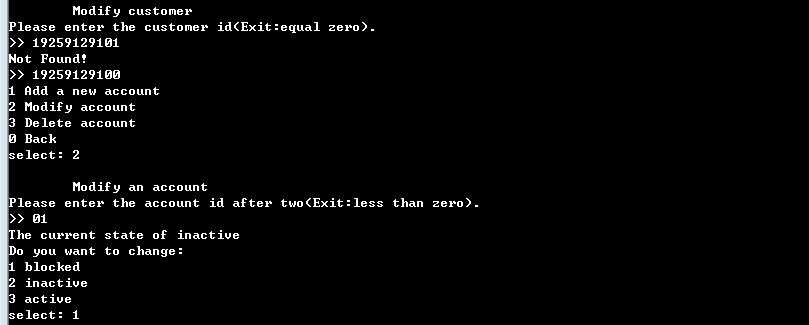 Modify customer
Please enter the customer id(Exit:equal zero).
>> 19259129101
Not Found!
>> 19259129100
1 Add a new account
2 Modify account
3 Delete account
0 Back
select: 2
Modify an account
Please enter the account id after two(Exit:less than zero).
>> 01
The current state of inactive
Do you want to change:
1 blocked
2 inactive
3 active
select: 1